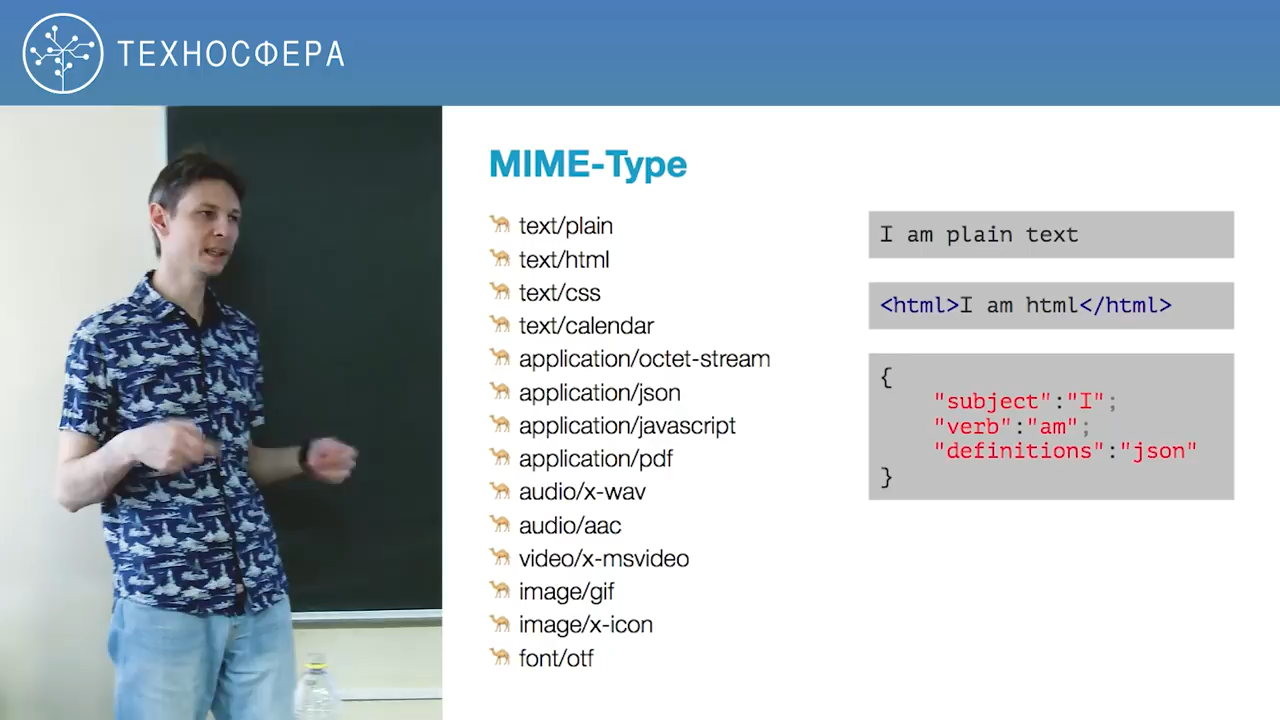 ТЕХНОСФЕРА
MIME-Type
text/plain
text/html
text/css
text/calendar
application/octet-stream
application/json
application/javascript
application/pdf
audio/x-wav
audio/aac
video/x-msvideo
image/gif
image/x-icon
font/otf
I am plain text
<html>I am html</html>
{
"subject":"I";
"verb":"am";
"definitions":"json"
}